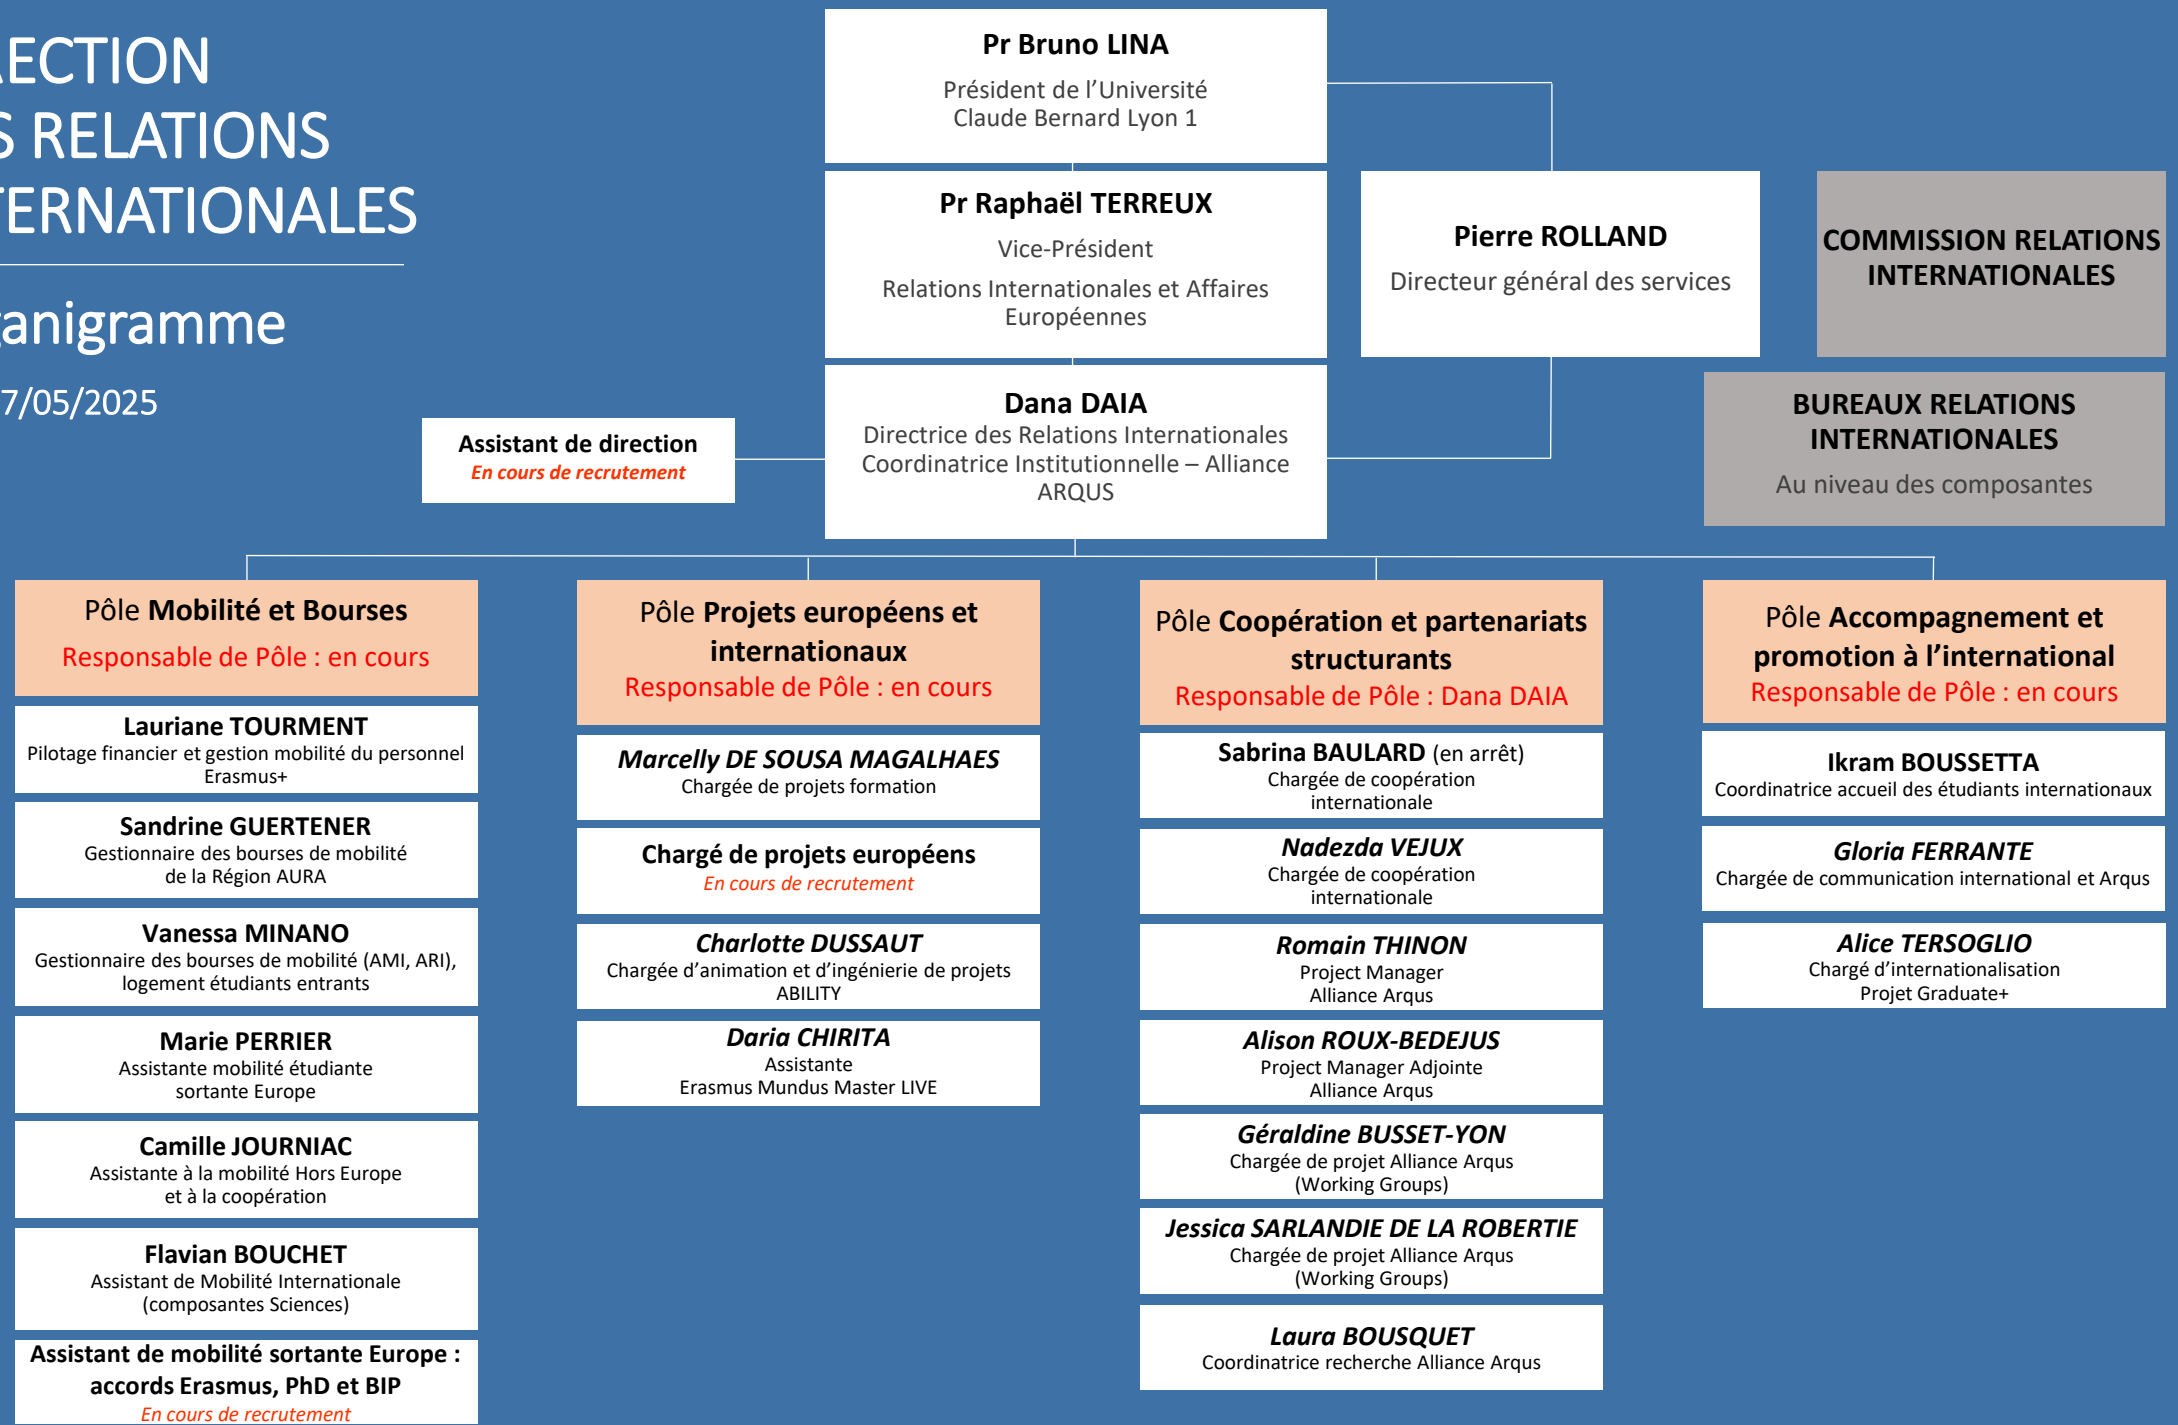 RECTION
S RELATIONS
TERNATIONALES
ganigramme
7/05/2025
Pr Bruno LINA
Président de l'Université
Claude Bernard Lyon 1
Pr Raphaël TERREUX
Vice-Président
Relations Internationales et Affaires
Européennes
Pierre ROLLAND
Directeur général des services
COMMISSION RELATIONS
INTERNATIONALES
Dana DAIA
Directrice des Relations Internationales
Coordinatrice Institutionnelle – Alliance
ARQUS
Assistant de direction
En cours de recrutement
BUREAUX RELATIONS
INTERNATIONALES
Au niveau des composantes
Pôle Mobilité et Bourses
Responsable de Pôle : en cours
Lauriane TOURMENT
Pilotage financier et gestion mobilité du personnel
Erasmus+
Sandrine GUERTENER
Gestionnaire des bourses de mobilité
de la Région AURA
Vanessa MINANO
Gestionnaire des bourses de mobilité (AMI, ARI),
logement étudiants entrants
Marie PERRIER
Assistante mobilité étudiante
sortante Europe
Camille JOURNIAC
Assistante à la mobilité Hors Europe
et à la coopération
Flavian BOUCHET
Assistant de Mobilité Internationale
(composantes Sciences)
Assistant de mobilité sortante Europe :
accords Erasmus, PhD et BIP
En cours de recrutement
Pôle Projets européens et
internationaux
Responsable de Pôle : en cours
Marcelly DE SOUSA MAGALHAES
Chargée de projets formation
Chargé de projets européens
En cours de recrutement
Charlotte DUSSAUT
Chargée d'animation et d'ingénierie de projets
ABILITY
Daria CHIRITA
Assistante
Erasmus Mundus Master LIVE
Pôle Coopération et partenariats
structurants
Responsable de Pôle : Dana DAIA
Sabrina BAULARD (en arrêt)
Chargée de coopération
internationale
Nadezda VEJUX
Chargée de coopération
internationale
Romain THINON
Project Manager
Alliance Arqus
Alison ROUX-BEDEJUS
Project Manager Adjointe
Alliance Arqus
Géraldine BUSSET-YON
Chargée de projet Alliance Arqus
(Working Groups)
Jessica SARLANDIE DE LA ROBERTIE
Chargée de projet Alliance Arqus
(Working Groups)
Laura BOUSQUET
Coordinatrice recherche Alliance Arqus
Pôle Accompagnement et
promotion à l'international
Responsable de Pôle : en cours
Ikram BOUSSETTA
Coordinatrice accueil des étudiants internationaux
Gloria FERRANTE
Chargée de communication international et Arqus
Alice TERSOGLIO
Chargé d'internationalisation
Projet Graduate+